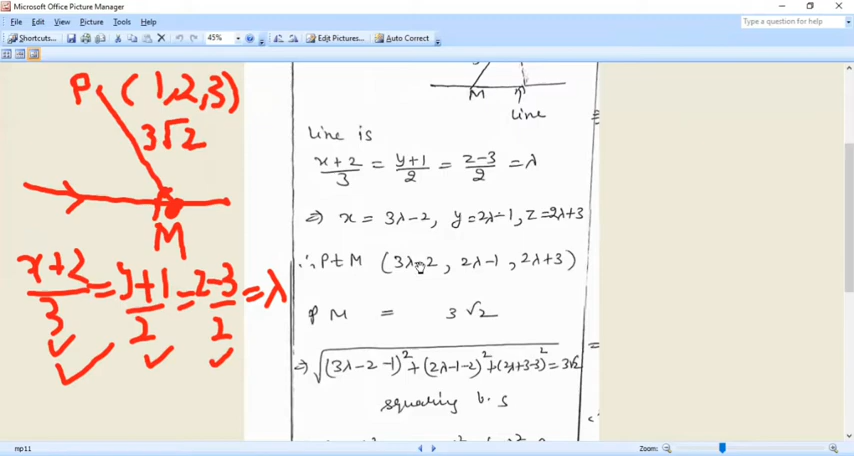 Microsoft Office Picture Manager
File Edit View Picture Tools Help
Type a question for help
Shortcuts... 45% Edit Pictures... Auto Correct
P (1,2,3)
3√2
M
x+2/3 = y+1/2 = z-3/2 = λ
M
line
line is
x+2/3 = y+1/2 = z-3/2 = λ
⇒ x = 3λ-2, y=2λ-1, z=2λ+3
∴ Pt M (3λ-2, 2λ-1, 2λ+3)
PM = 3√2
⇒ √(3λ-2-1)²+(2λ-1-2)²+(2λ+3-3)² = 3√2
squaring b.s
mp11
Zoom: